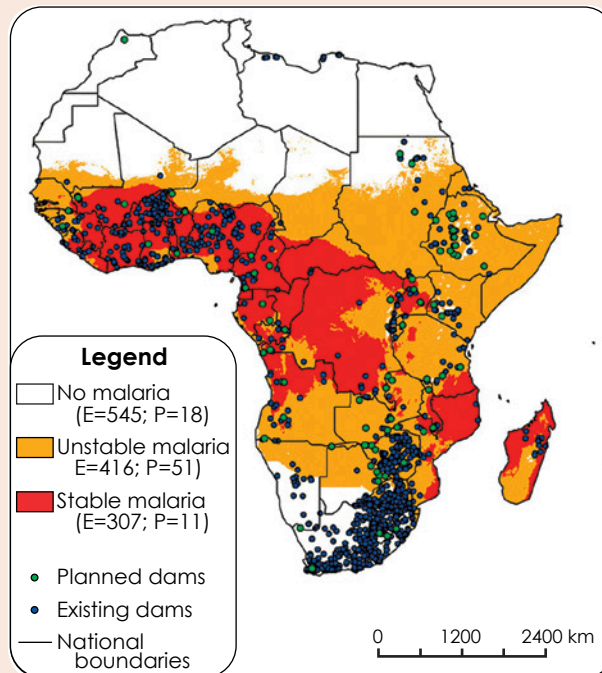 Legend
No malaria
(E=545; P=18)
Unstable malaria
E=416; P=51)
Stable malaria
(E=307; P=11)
Planned dams
Existing dams
National
boundaries
0 1200 2400 km